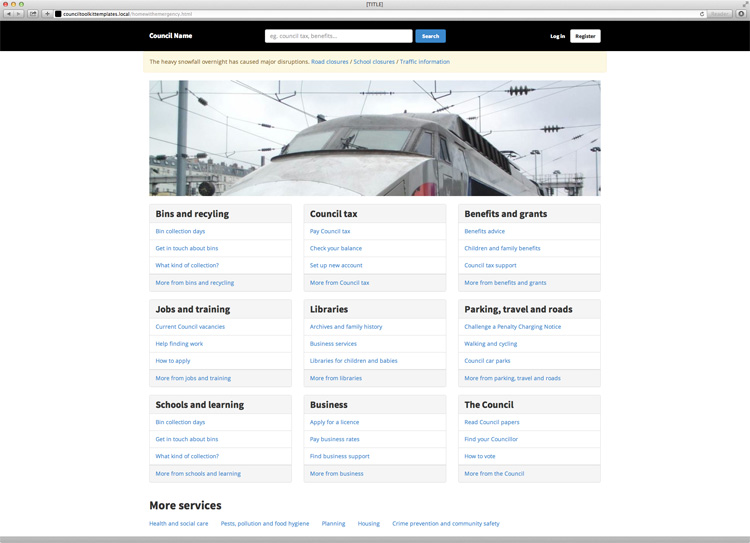 [TITLE]
counciltoolkittemplates.local/homewithemergency.html
Reader
Council Name
eg. council tax, benefits...
Search
Log in
Register
The heavy snowfall overnight has caused major disruptions. Road closures / School closures / Traffic information
Bins and recyling
Bin collection days
Get in touch about bins
What kind of collection?
More from bins and recycling
Council tax
Pay Council tax
Check your balance
Set up new account
More from Council tax
Benefits and grants
Benefits advice
Children and family benefits
Council tax support
More from benefits and grants
Jobs and training
Current Council vacancies
Help finding work
How to apply
More from jobs and training
Libraries
Archives and family history
Business services
Libraries for children and babies
More from libraries
Parking, travel and roads
Challenge a Penalty Charging Notice
Walking and cycling
Council car parks
More from parking, travel and roads
Schools and learning
Bin collection days
Get in touch about bins
What kind of collection?
More from schools and learning
Business
Apply for a licence
Pay business rates
Find business support
More from business
The Council
Read Council papers
Find your Councillor
How to vote
More from the Council
More services
Health and social care
Pests, pollution and food hygiene
Planning
Housing
Crime prevention and community safety